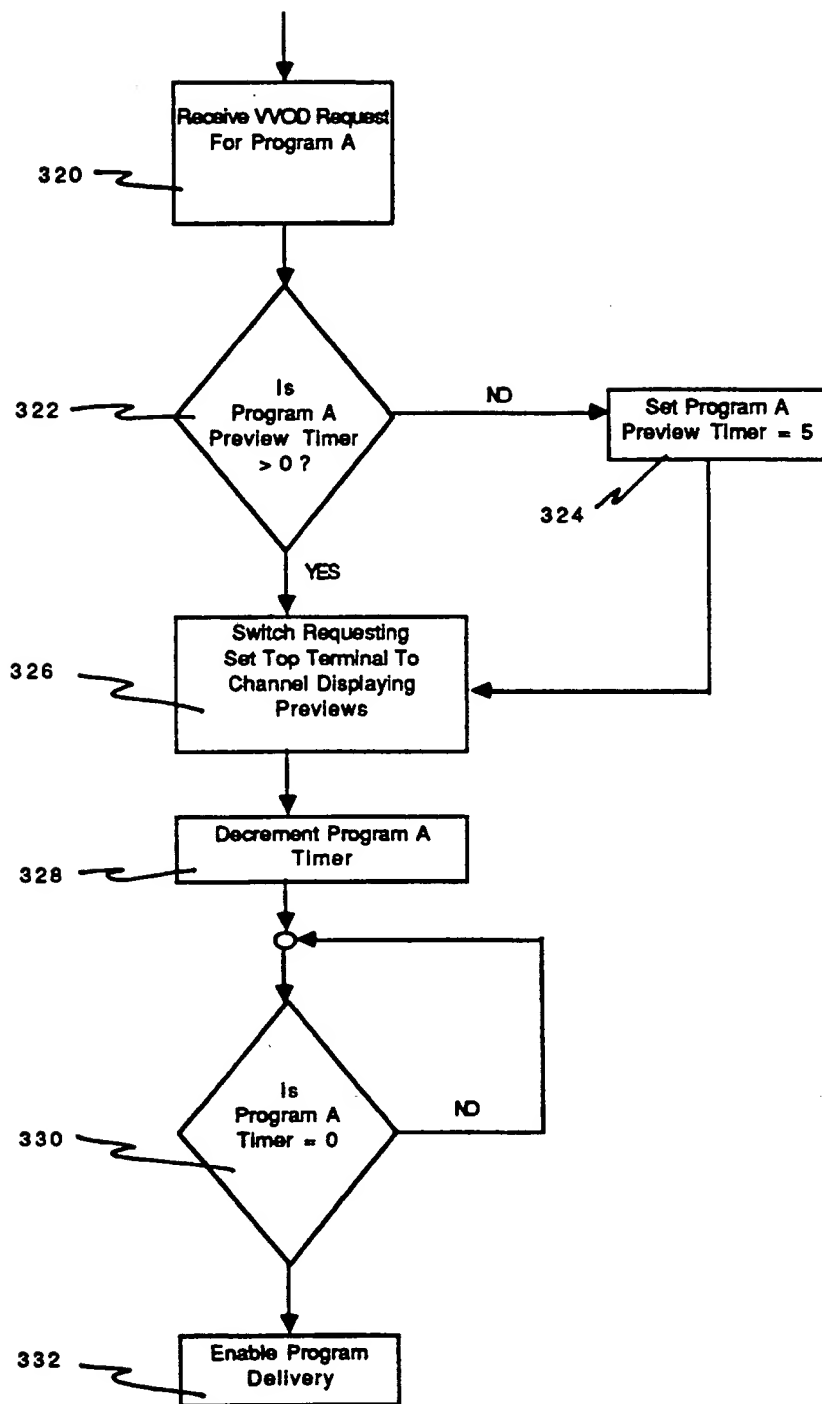 Receive VVOD Request
For Program A
320
Is
Program A
Preview Timer
> 0 ?
322
NO
Set Program A
Preview Timer = 5
324
YES
Switch Requesting
Set Top Terminal To
Channel Displaying
Previews
326
Decrement Program A
Timer
328
Is
Program A
Timer = 0
330
NO
Enable Program
Delivery
332